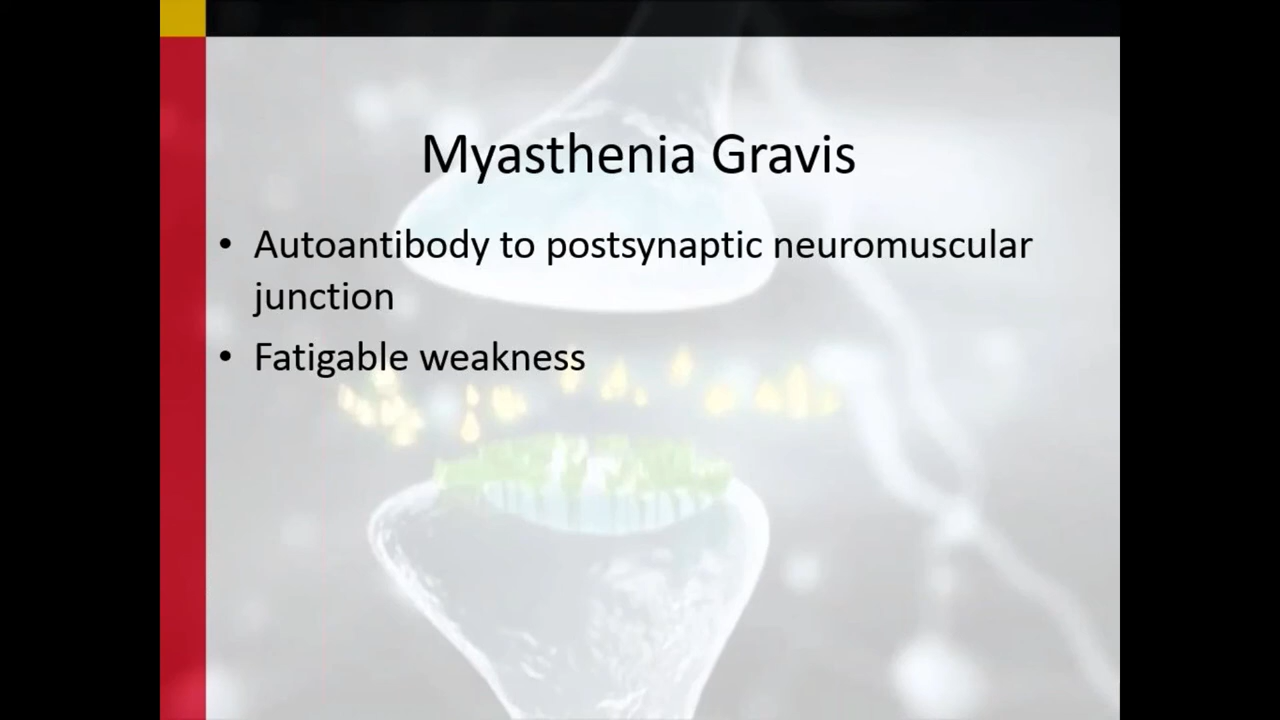 Myasthenia Gravis
• Autoantibody to postsynaptic neuromuscular
junction
• Fatigable weakness